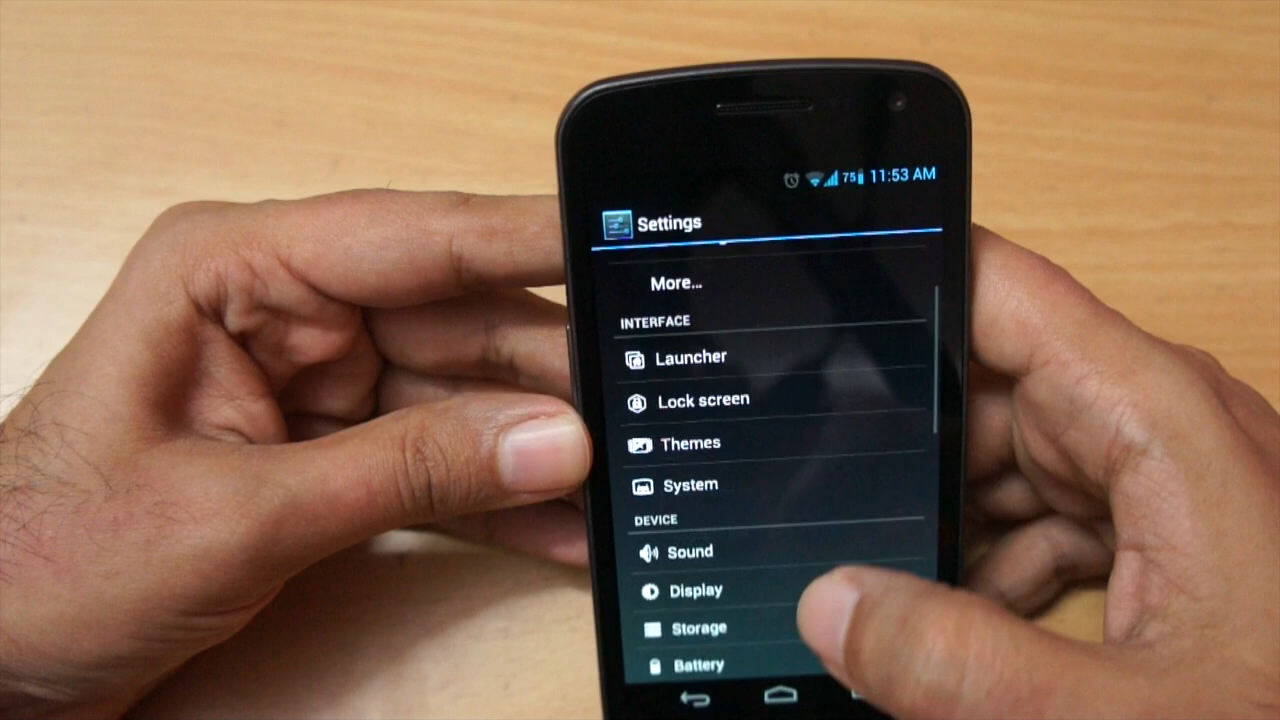 75 11:53 AM
Settings
More...
INTERFACE
Launcher
Lock screen
Themes
System
DEVICE
Sound
Display
Storage
Battery